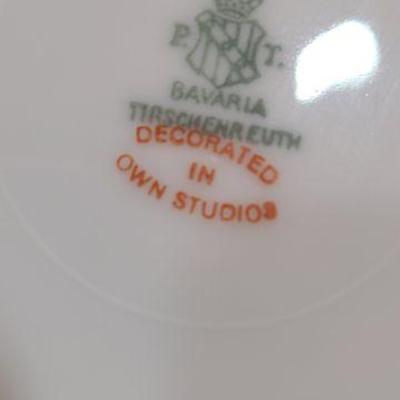 P. T.
BAVARIA
TIRSCHENREUTH
DECORATED
IN
OWN STUDIOS